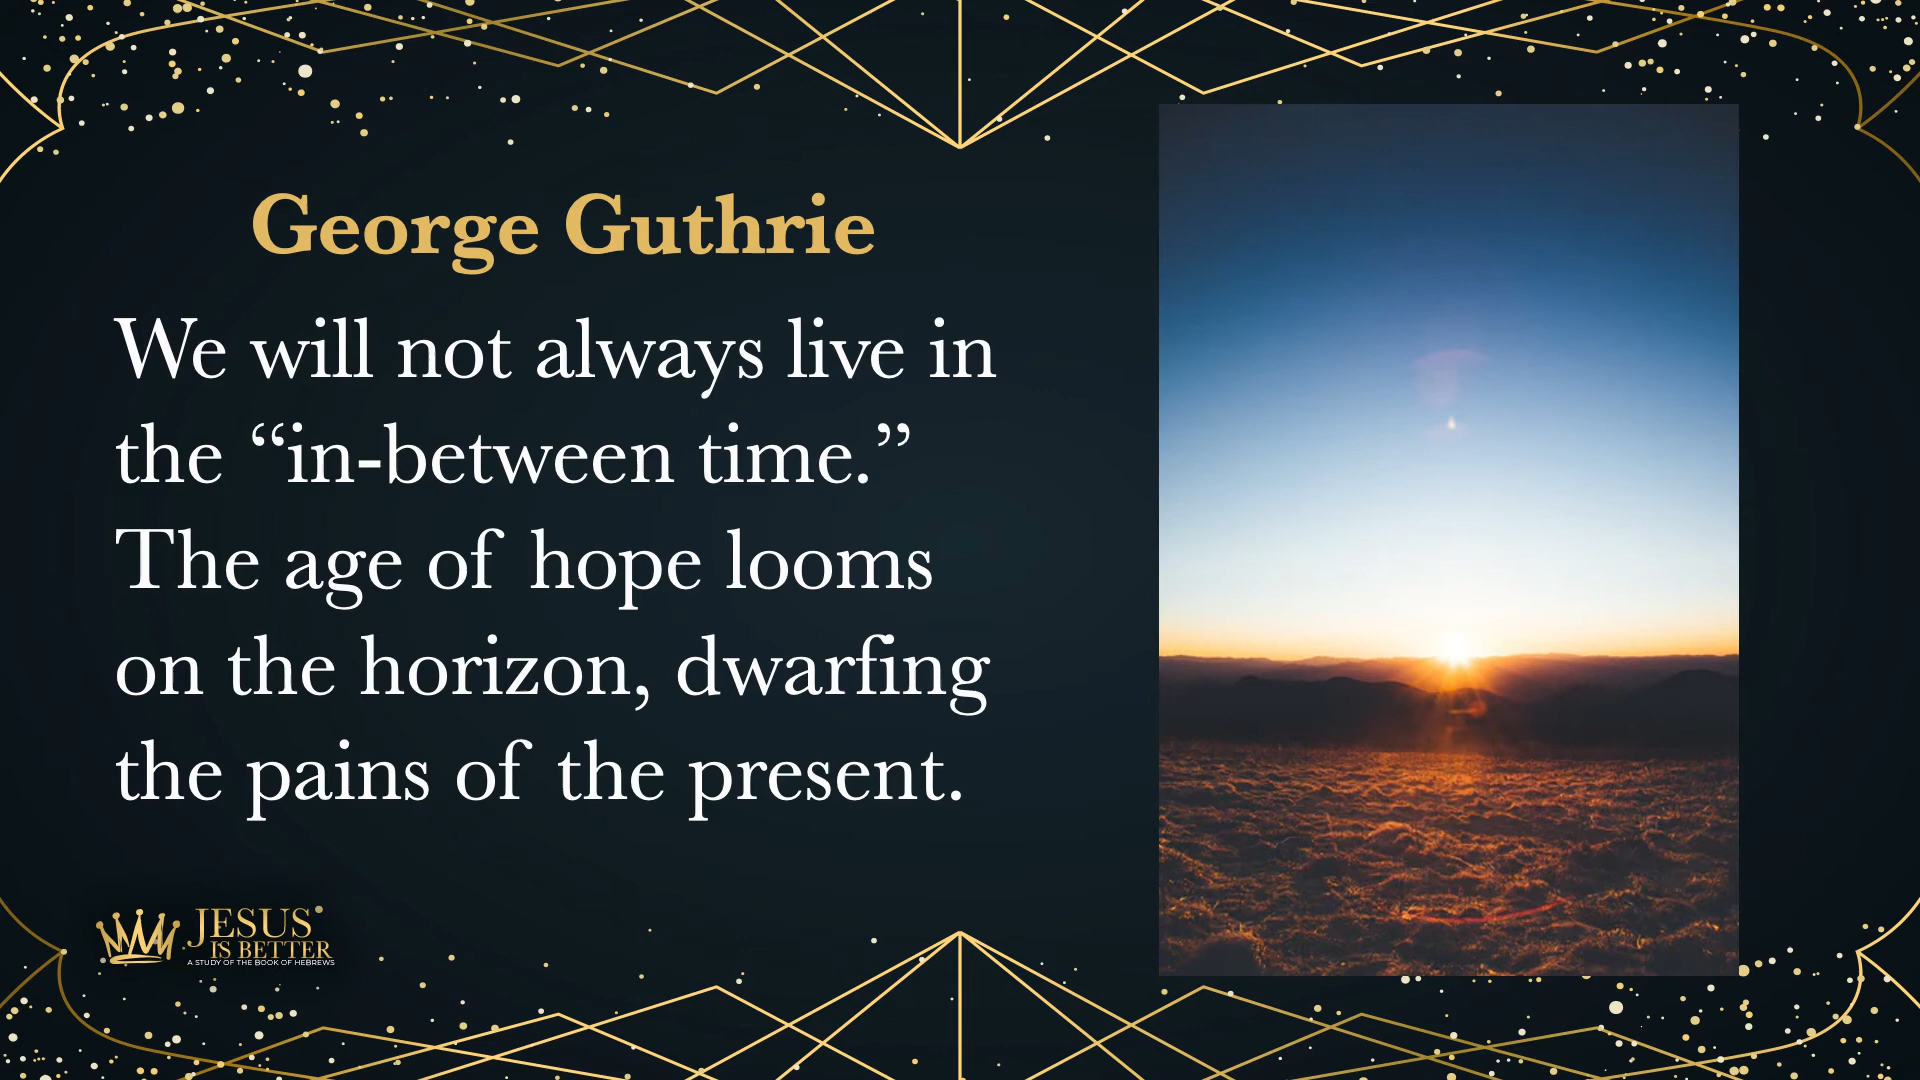 George Guthrie
We will not always live in
the “in-between time.”
The age of hope looms
on the horizon, dwarfing
the pains of the present.
JESUS
IS BETTER
A STUDY OF THE BOOK OF HEBREWS